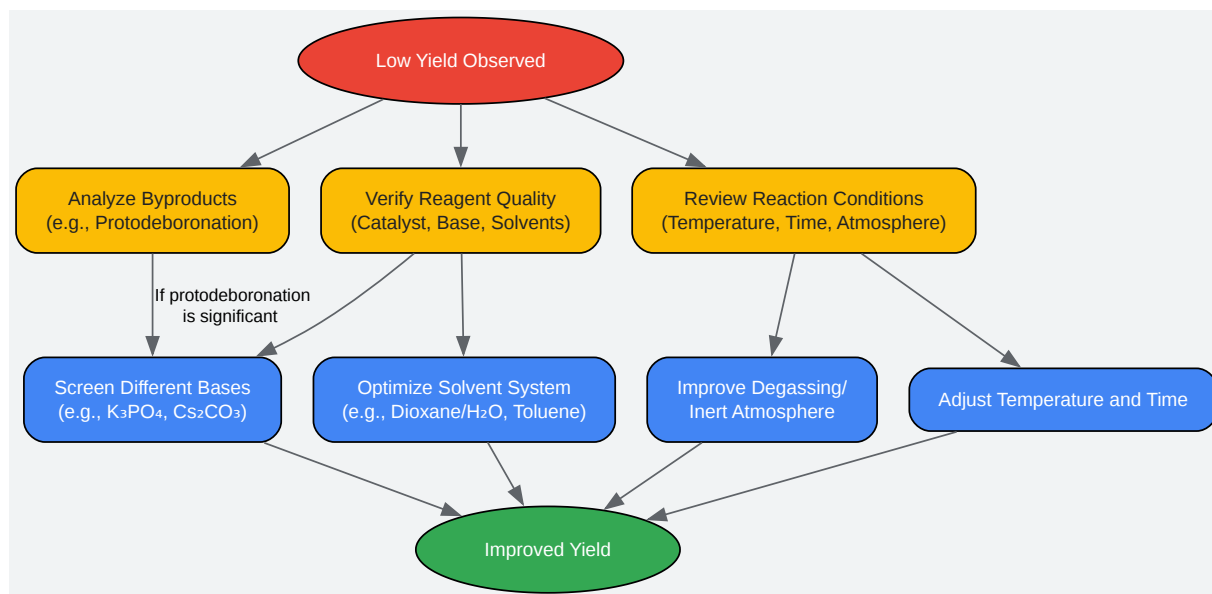 Low Yield Observed
Analyze Byproducts
(e.g., Protodeboronation)
Verify Reagent Quality
(Catalyst, Base, Solvents)
Review Reaction Conditions
(Temperature, Time, Atmosphere)
If protodeboronation
is significant
Screen Different Bases
(e.g., K₃PO₄, Cs₂CO₃)
Optimize Solvent System
(e.g., Dioxane/H₂O, Toluene)
Improve Degassing/
Inert Atmosphere
Adjust Temperature and Time
Improved Yield